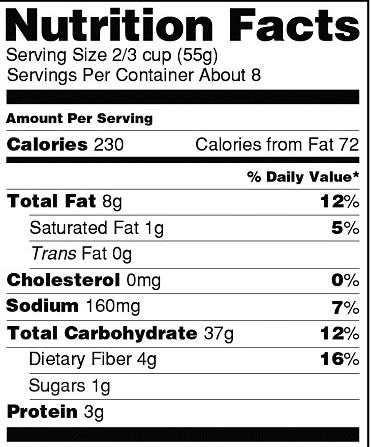 Nutrition Facts
Serving Size 2/3 cup (55g)
Servings Per Container About 8
Amount Per Serving
Calories 230 Calories from Fat 72
% Daily Value*
Total Fat 8g 12%
Saturated Fat 1g 5%
Trans Fat 0g
Cholesterol 0mg 0%
Sodium 160mg 7%
Total Carbohydrate 37g 12%
Dietary Fiber 4g 16%
Sugars 1g
Protein 3g